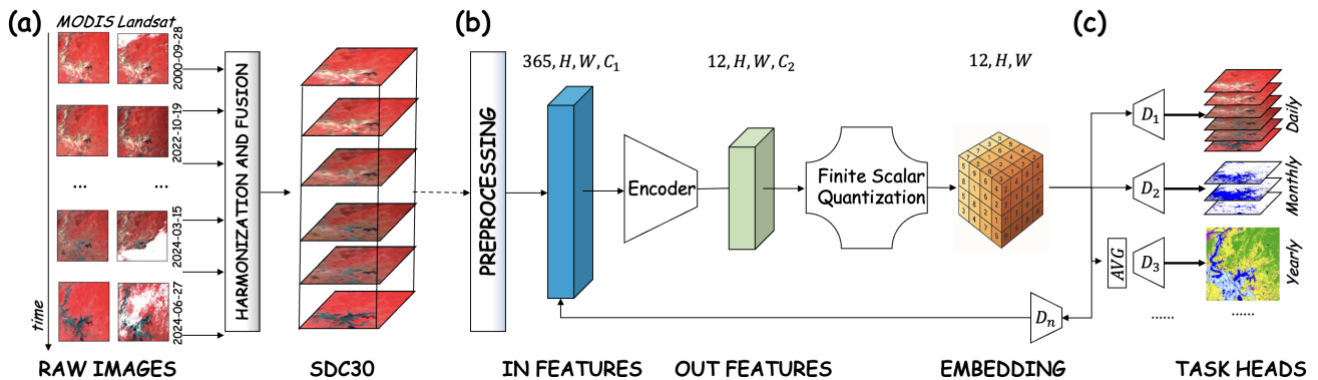 (a)
MODIS Landsat
2000-09-28
2022-10-19
... ...
2024-03-15
2024-06-27
time
RAW IMAGES
HARMONIZATION AND FUSION
SDC30
(b)
PREPROCESSING
365, H, W, C₁
IN FEATURES
Encoder
12, H, W, C₂
OUT FEATURES
Finite Scalar
Quantization
12, H, W
EMBEDDING
(c)
D₁
Daily
D₂
Monthly
AVG
D₃
Yearly
Dₙ
...... ......
TASK HEADS